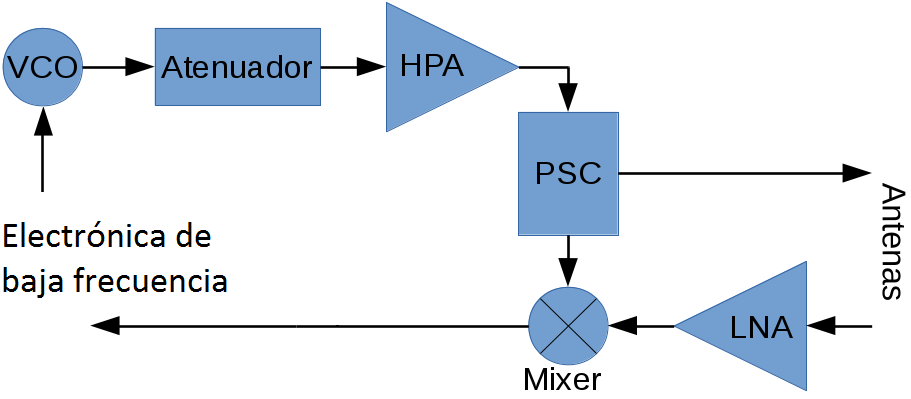 VCO
Atenuador
HPA
PSC
Antenas
Electrónica de
baja frecuencia
LNA
Mixer